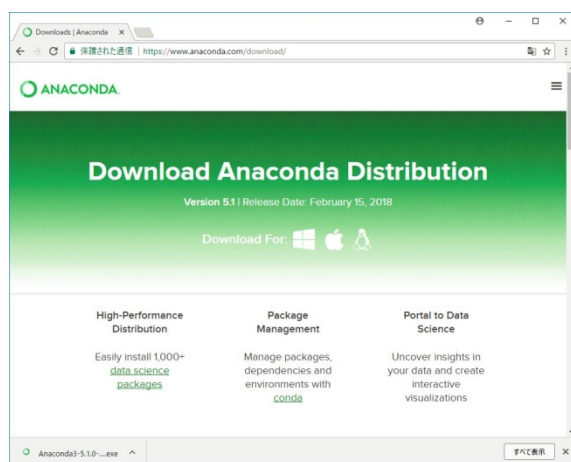 Downloads | Anaconda
保護された通信 | https://www.anaconda.com/download/
ANACONDA.
Download Anaconda Distribution
Version 5.1 | Release Date: February 15, 2018
Download For:
High-Performance
Distribution
Easily install 1,000+
data science
packages
Package
Management
Manage packages,
dependencies and
environments with
conda
Portal to Data
Science
Uncover insights in
your data and create
interactive
visualizations
Anaconda3-5.1.0-....exe
すべて表示